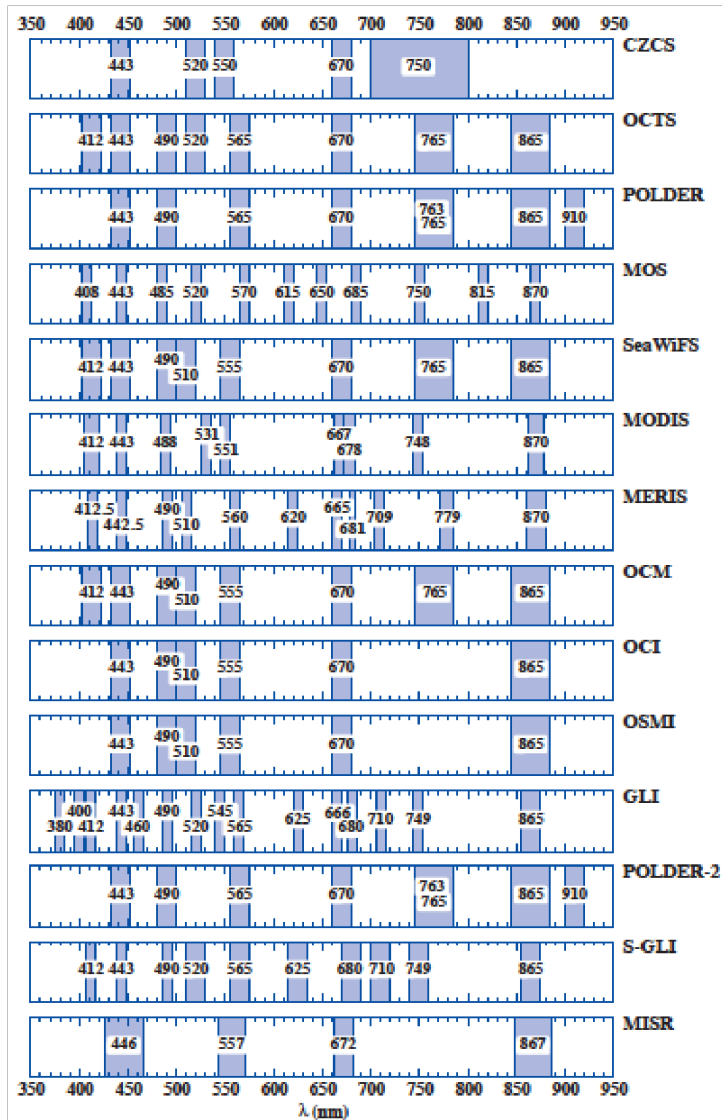 350 400 450 500 550 600 650 700 750 800 850 900 950
CZCS
443 520 550 670 750
OCTS
412 443 490 520 565 670 765 865
POLDER
443 490 565 670 763 765 865 910
MOS
408 443 485 520 570 615 650 685 750 815 870
SeaWiFS
412 443 490 510 555 670 765 865
MODIS
412 443 488 531 551 667 678 748 870
MERIS
412.5 442.5 490 510 560 620 665 681 709 779 870
OCM
412 443 490 510 555 670 765 865
OCI
443 490 510 555 670 865
OSMI
443 490 510 555 670 865
GLI
380 400 412 443 460 490 520 545 565 625 666 680 710 749 865
POLDER-2
443 490 565 670 763 765 865 910
S-GLI
412 443 490 520 565 625 680 710 749 865
MISR
446 557 672 867
350 400 450 500 550 600 650 700 750 800 850 900 950
λ (nm)